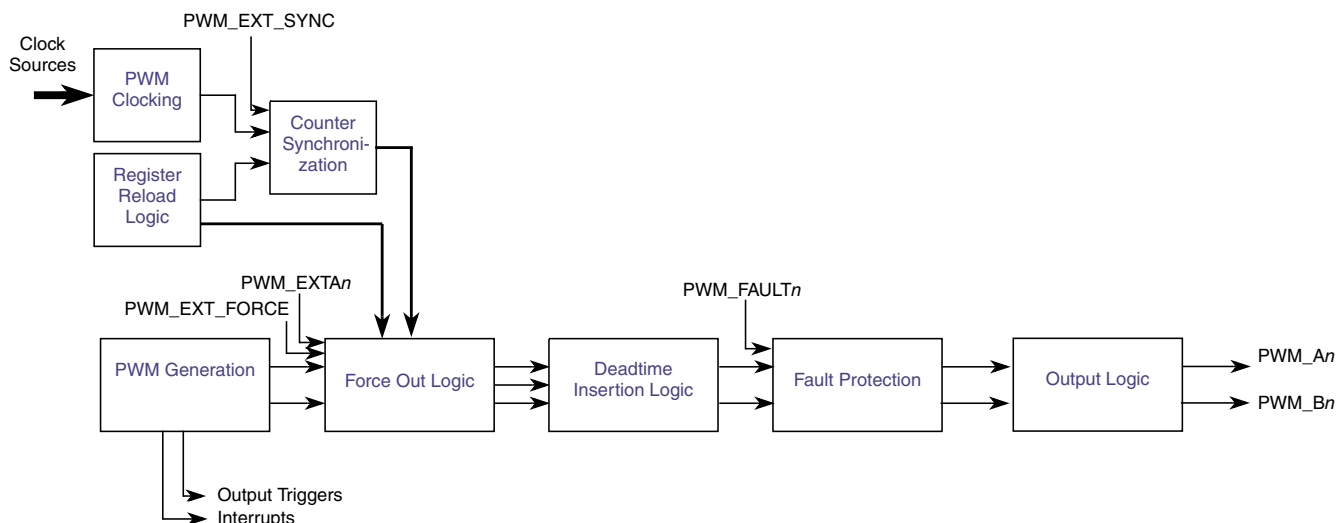 PWM_EXT_SYNC
Clock
Sources
PWM
Clocking
Counter
Synchroni-
zation
Register
Reload
Logic
PWM_EXTAn
PWM_EXT_FORCE
PWM_FAULTn
PWM Generation
Force Out Logic
Deadtime
Insertion Logic
Fault Protection
Output Logic
PWM_An
PWM_Bn
Output Triggers
Interrupts